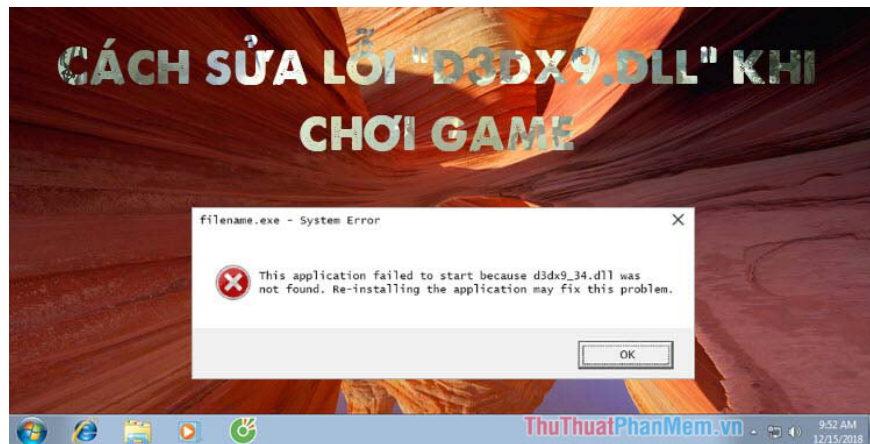 CÁCH SỬA LỖI "D3DX9.DLL" KHI
CHƠI GAME
filename.exe - System Error
This application failed to start because d3dx9_34.dll was
not found. Re-installing the application may fix this problem.
OK
ThuThuatPhanMem.vn
9:52 AM
12/15/2018